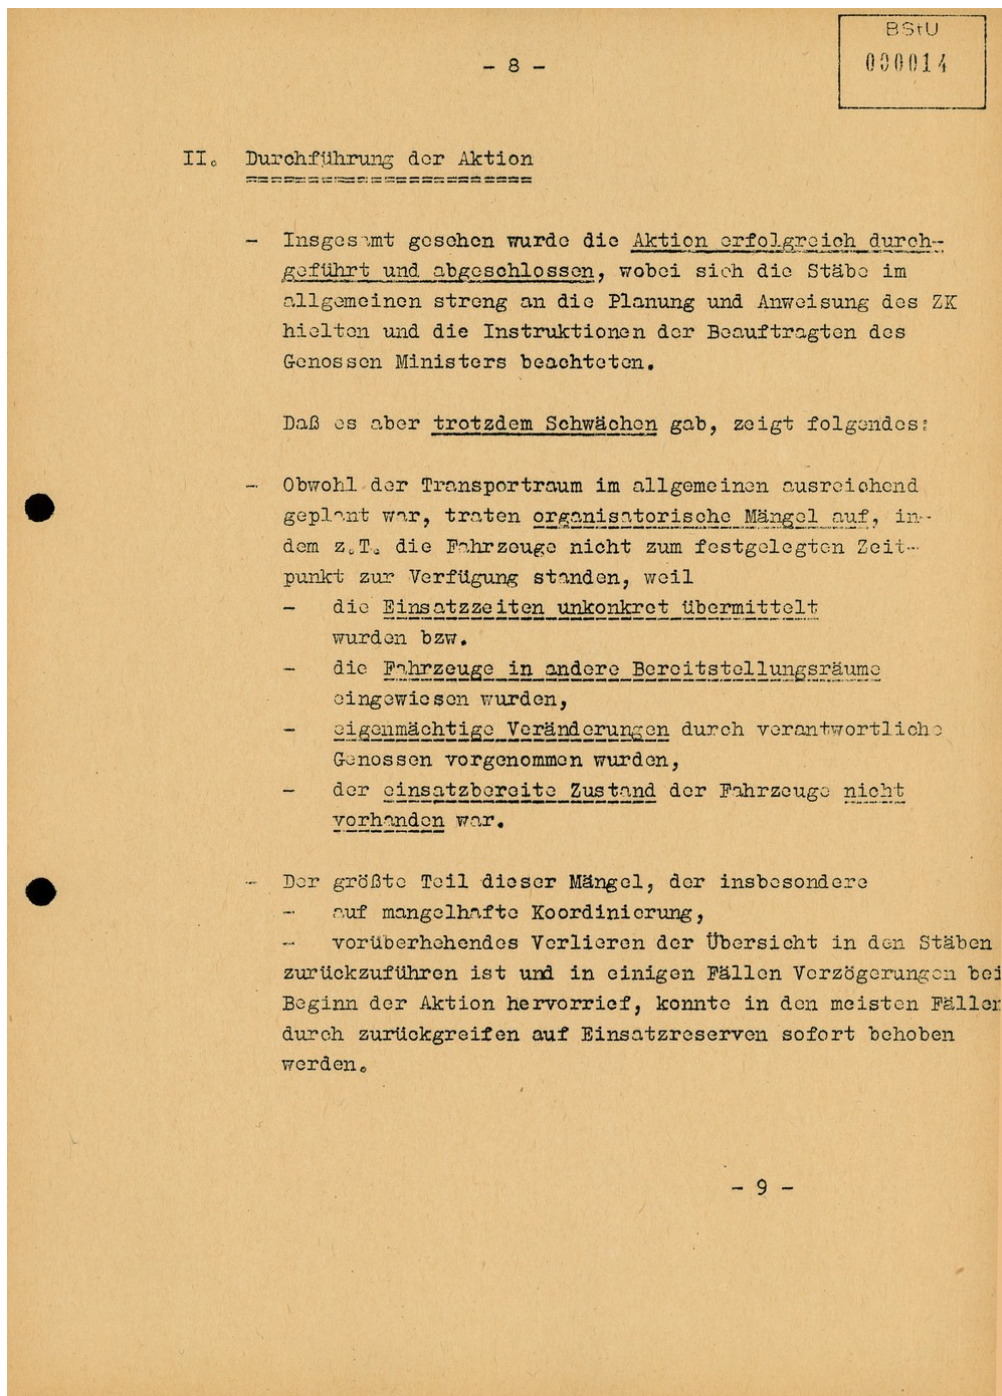 BStU
000014
- 8 -
II. Durchführung der Aktion
- Insgesamt gesehen wurde die Aktion erfolgreich durch-
geführt und abgeschlossen, wobei sich die Stäbe im
allgemeinen streng an die Planung und Anweisung des ZK
hielten und die Instruktionen der Beauftragten des
Genossen Ministers beachteten.
Daß es aber trotzdem Schwächen gab, zeigt folgendes:
- Obwohl der Transportraum im allgemeinen ausreichend
geplant war, traten organisatorische Mängel auf, in-
dem z.T. die Fahrzeuge nicht zum festgelegten Zeit-
punkt zur Verfügung standen, weil
- die Einsatzzeiten unkonkret übermittelt
wurden bzw.
- die Fahrzeuge in andere Bereitstellungsräume
eingewiesen wurden,
- eigenmächtige Veränderungen durch verantwortliche
Genossen vorgenommen wurden,
- der einsatzbereite Zustand der Fahrzeuge nicht
vorhanden war.
- Der größte Teil dieser Mängel, der insbesondere
- auf mangelhafte Koordinierung,
- vorüberhehendes Verlieren der Übersicht in den Stäben
zurückzuführen ist und in einigen Fällen Verzögerungen bei
Beginn der Aktion hervorrief, konnte in den meisten Fällen
durch zurückgreifen auf Einsatzreserven sofort behoben
werden.
- 9 -